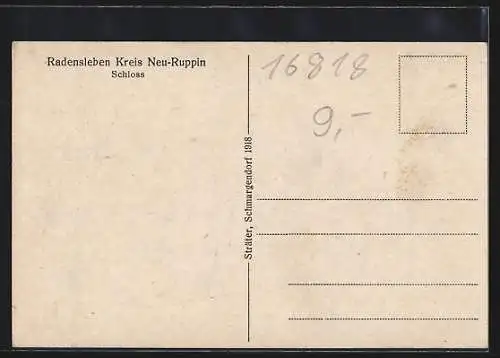 Radensleben Kreis Neu-Ruppin
Schloss
16818
9,-
Sträter, Schmargendorf 1918